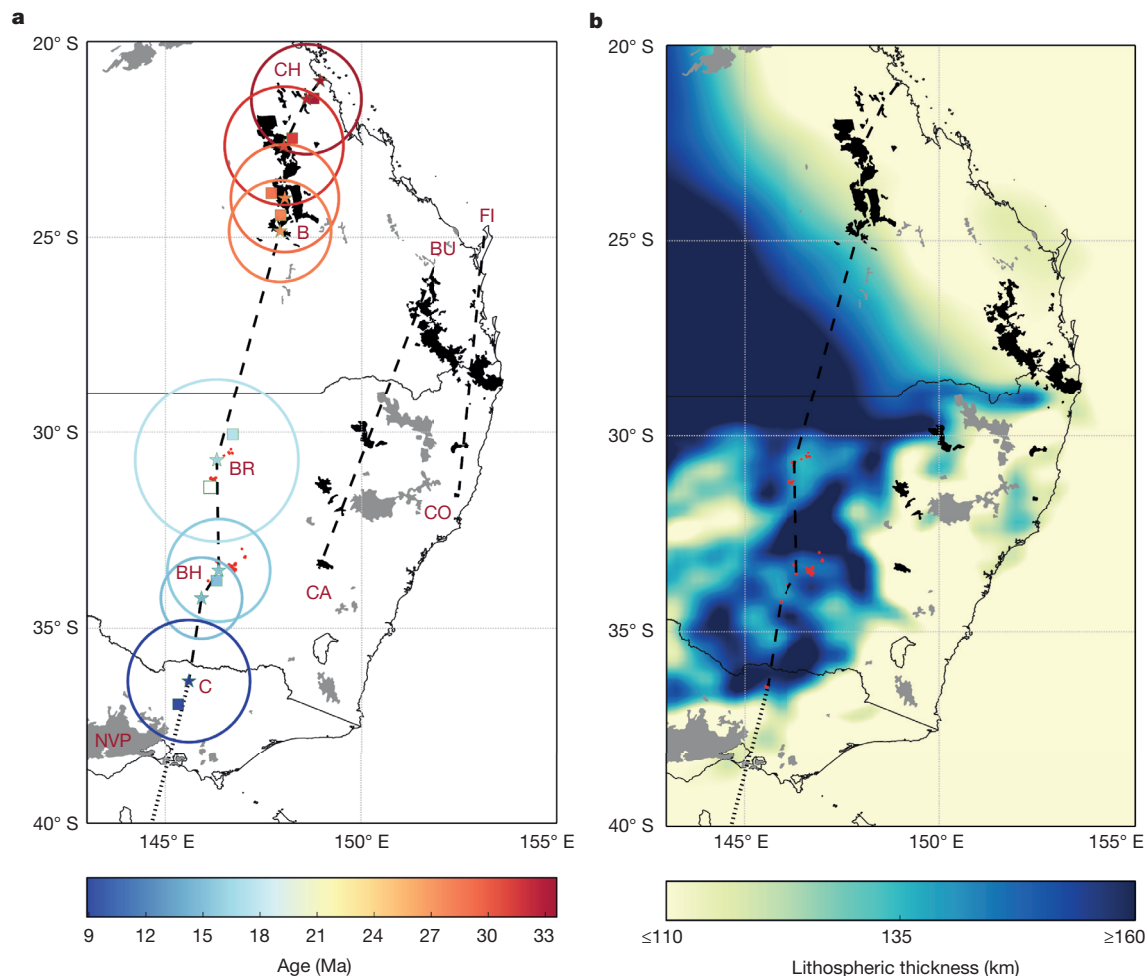 a
b
20° S
25° S
30° S
35° S
40° S
145° E
150° E
155° E
CH
B
FI
BU
BR
CO
BH
CA
C
NVP
9 12 15 18 21 24 27 30 33
Age (Ma)
20° S
25° S
30° S
35° S
40° S
145° E
150° E
155° E
≤110 135 ≥160
Lithospheric thickness (km)